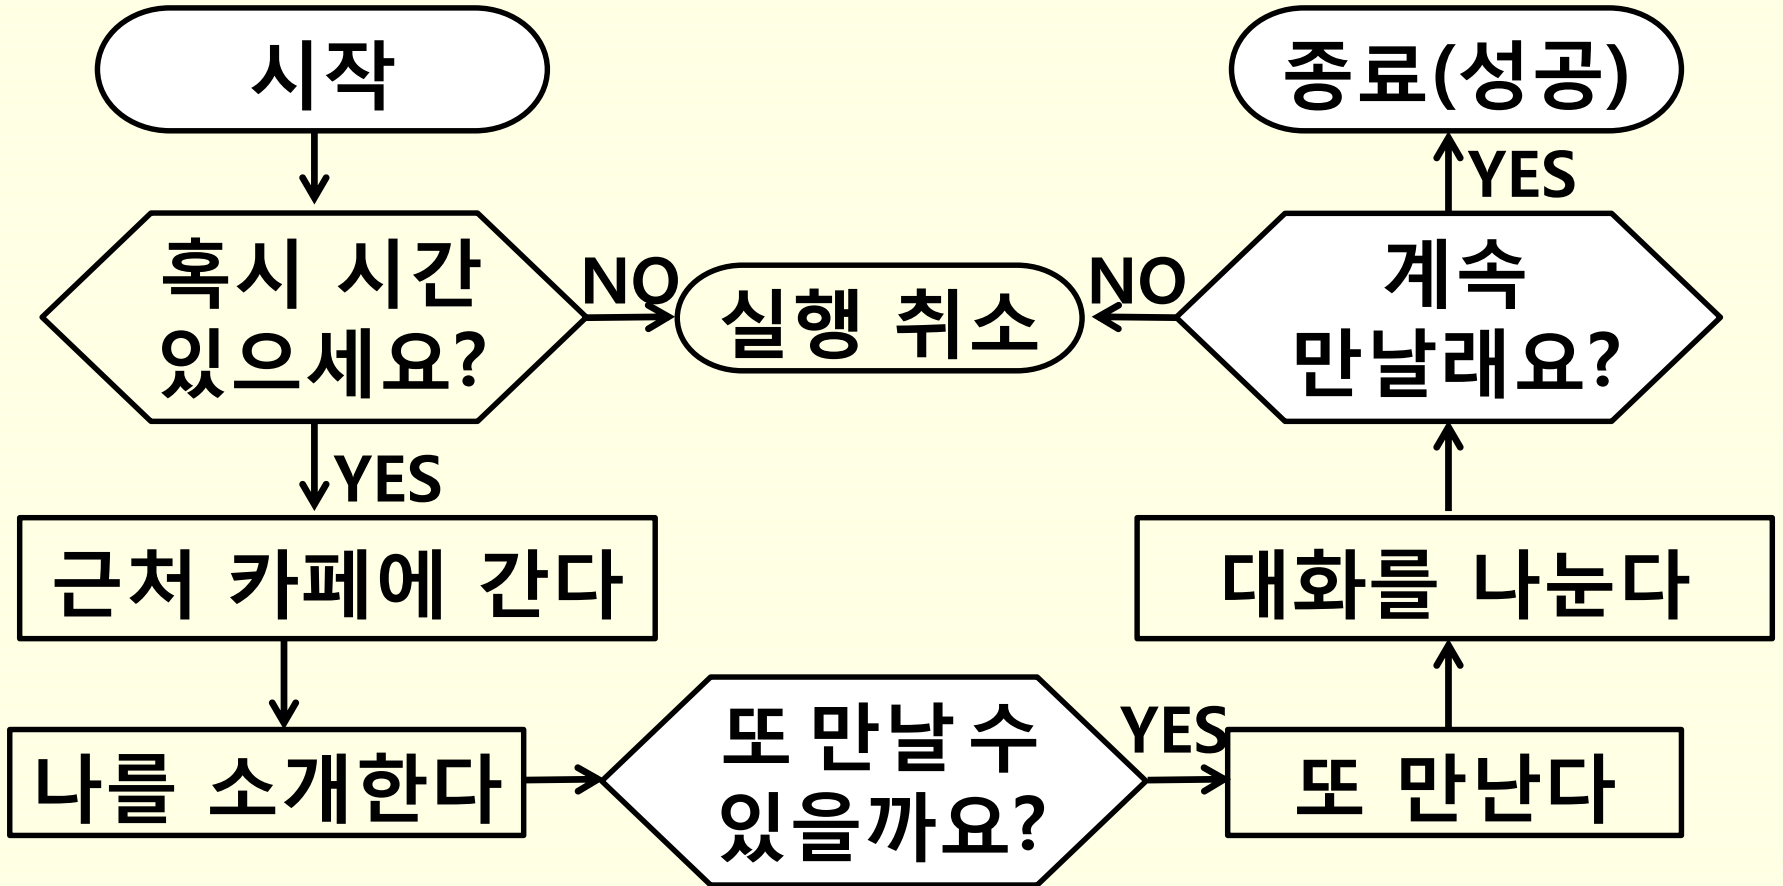 시작
혹시 시간
있으세요?
NO
실행 취소
YES
근처 카페에 간다
나를 소개한다
또 만날 수
있을까요?
YES
또 만난다
대화를 나눈다
계속
만날래요?
NO
YES
종료(성공)